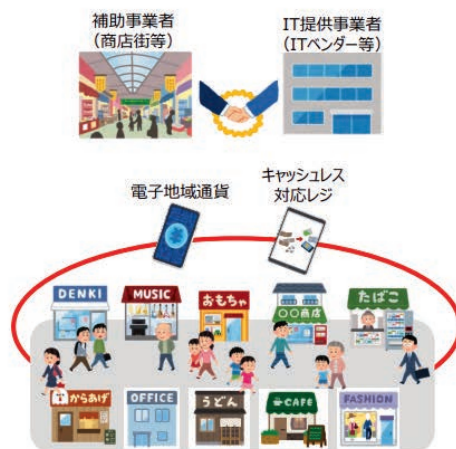 補助事業者
(商店街等)
IT提供事業者
(ITベンダー等)
電子地域通貨
キャッシュレス
対応レジ
DENKI
MUSIC
おもちゃ
〇〇商店
たばこ
からあげ
OFFICE
うどん
CAFE
FASHION